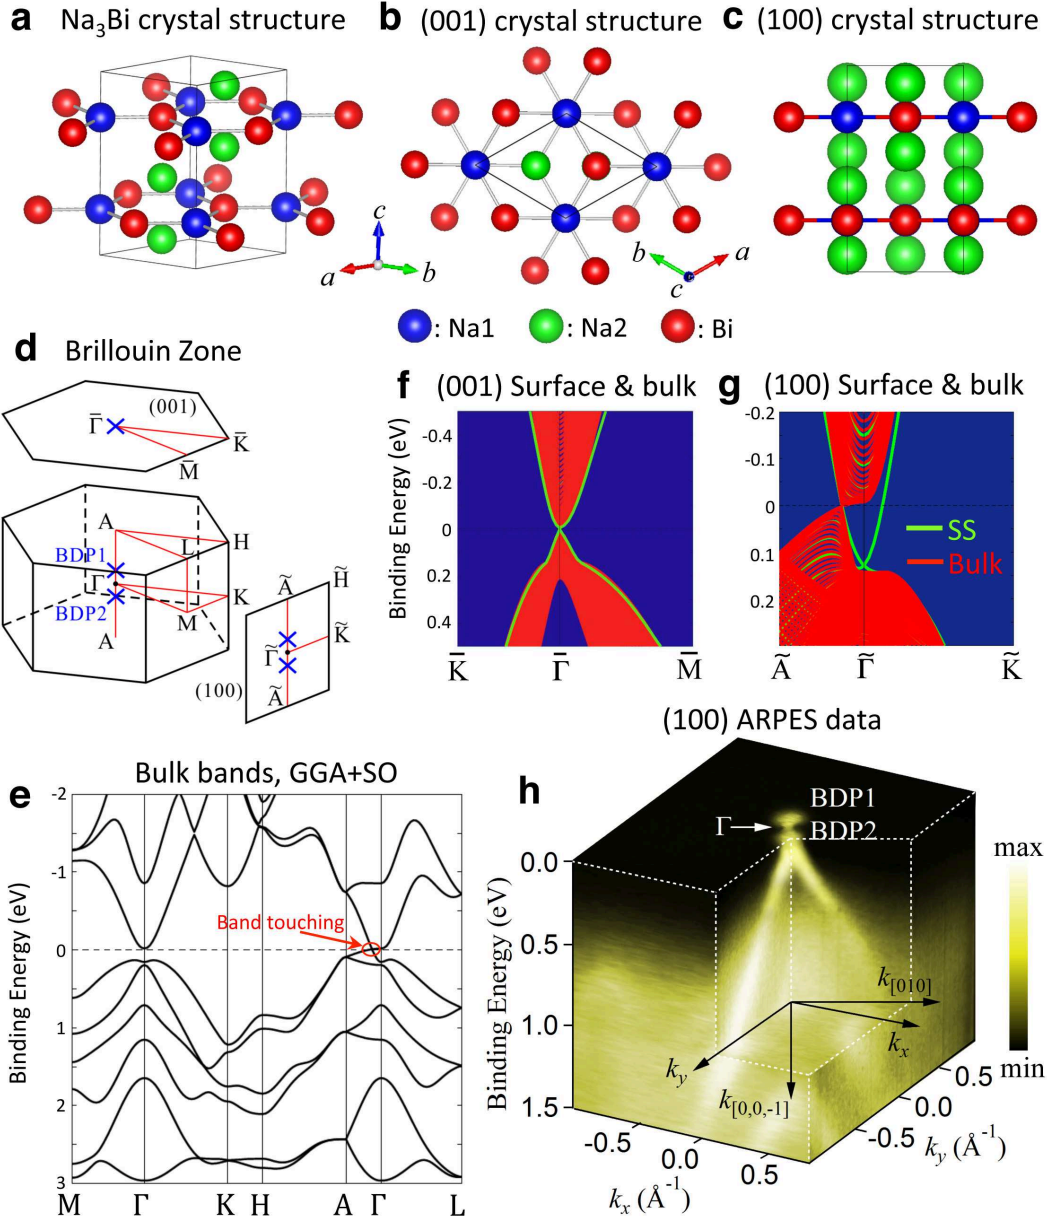 a Na₃Bi crystal structure
b (001) crystal structure
c (100) crystal structure
c
a
b
b
a
c
: Na1
: Na2
: Bi
d Brillouin Zone
(001)
Γ̄
K̄
M̄
A
L
H
BDP1
Γ
BDP2
K
M
A
Ã
H̃
Γ̃
K̃
Ã
(100)
f (001) Surface & bulk
Binding Energy (eV)
-0.4
-0.2
0
0.2
0.4
K̄ Γ̄ M̄
g (100) Surface & bulk
-0.2
-0.1
0
0.1
0.2
SS
Bulk
Ã Γ̃ K̃
e Bulk bands, GGA+SO
Binding Energy (eV)
-2
-1
0
1
2
3
Band touching
M Γ K H A Γ L
(100) ARPES data
h
BDP1
Γ
BDP2
Binding Energy (eV)
0.0
0.5
1.0
1.5
k[010]
kx
ky
k[0,0,-1]
-0.5
0.0
0.5
kx (Å⁻¹)
-0.5
0.0
0.5
ky (Å⁻¹)
max
min